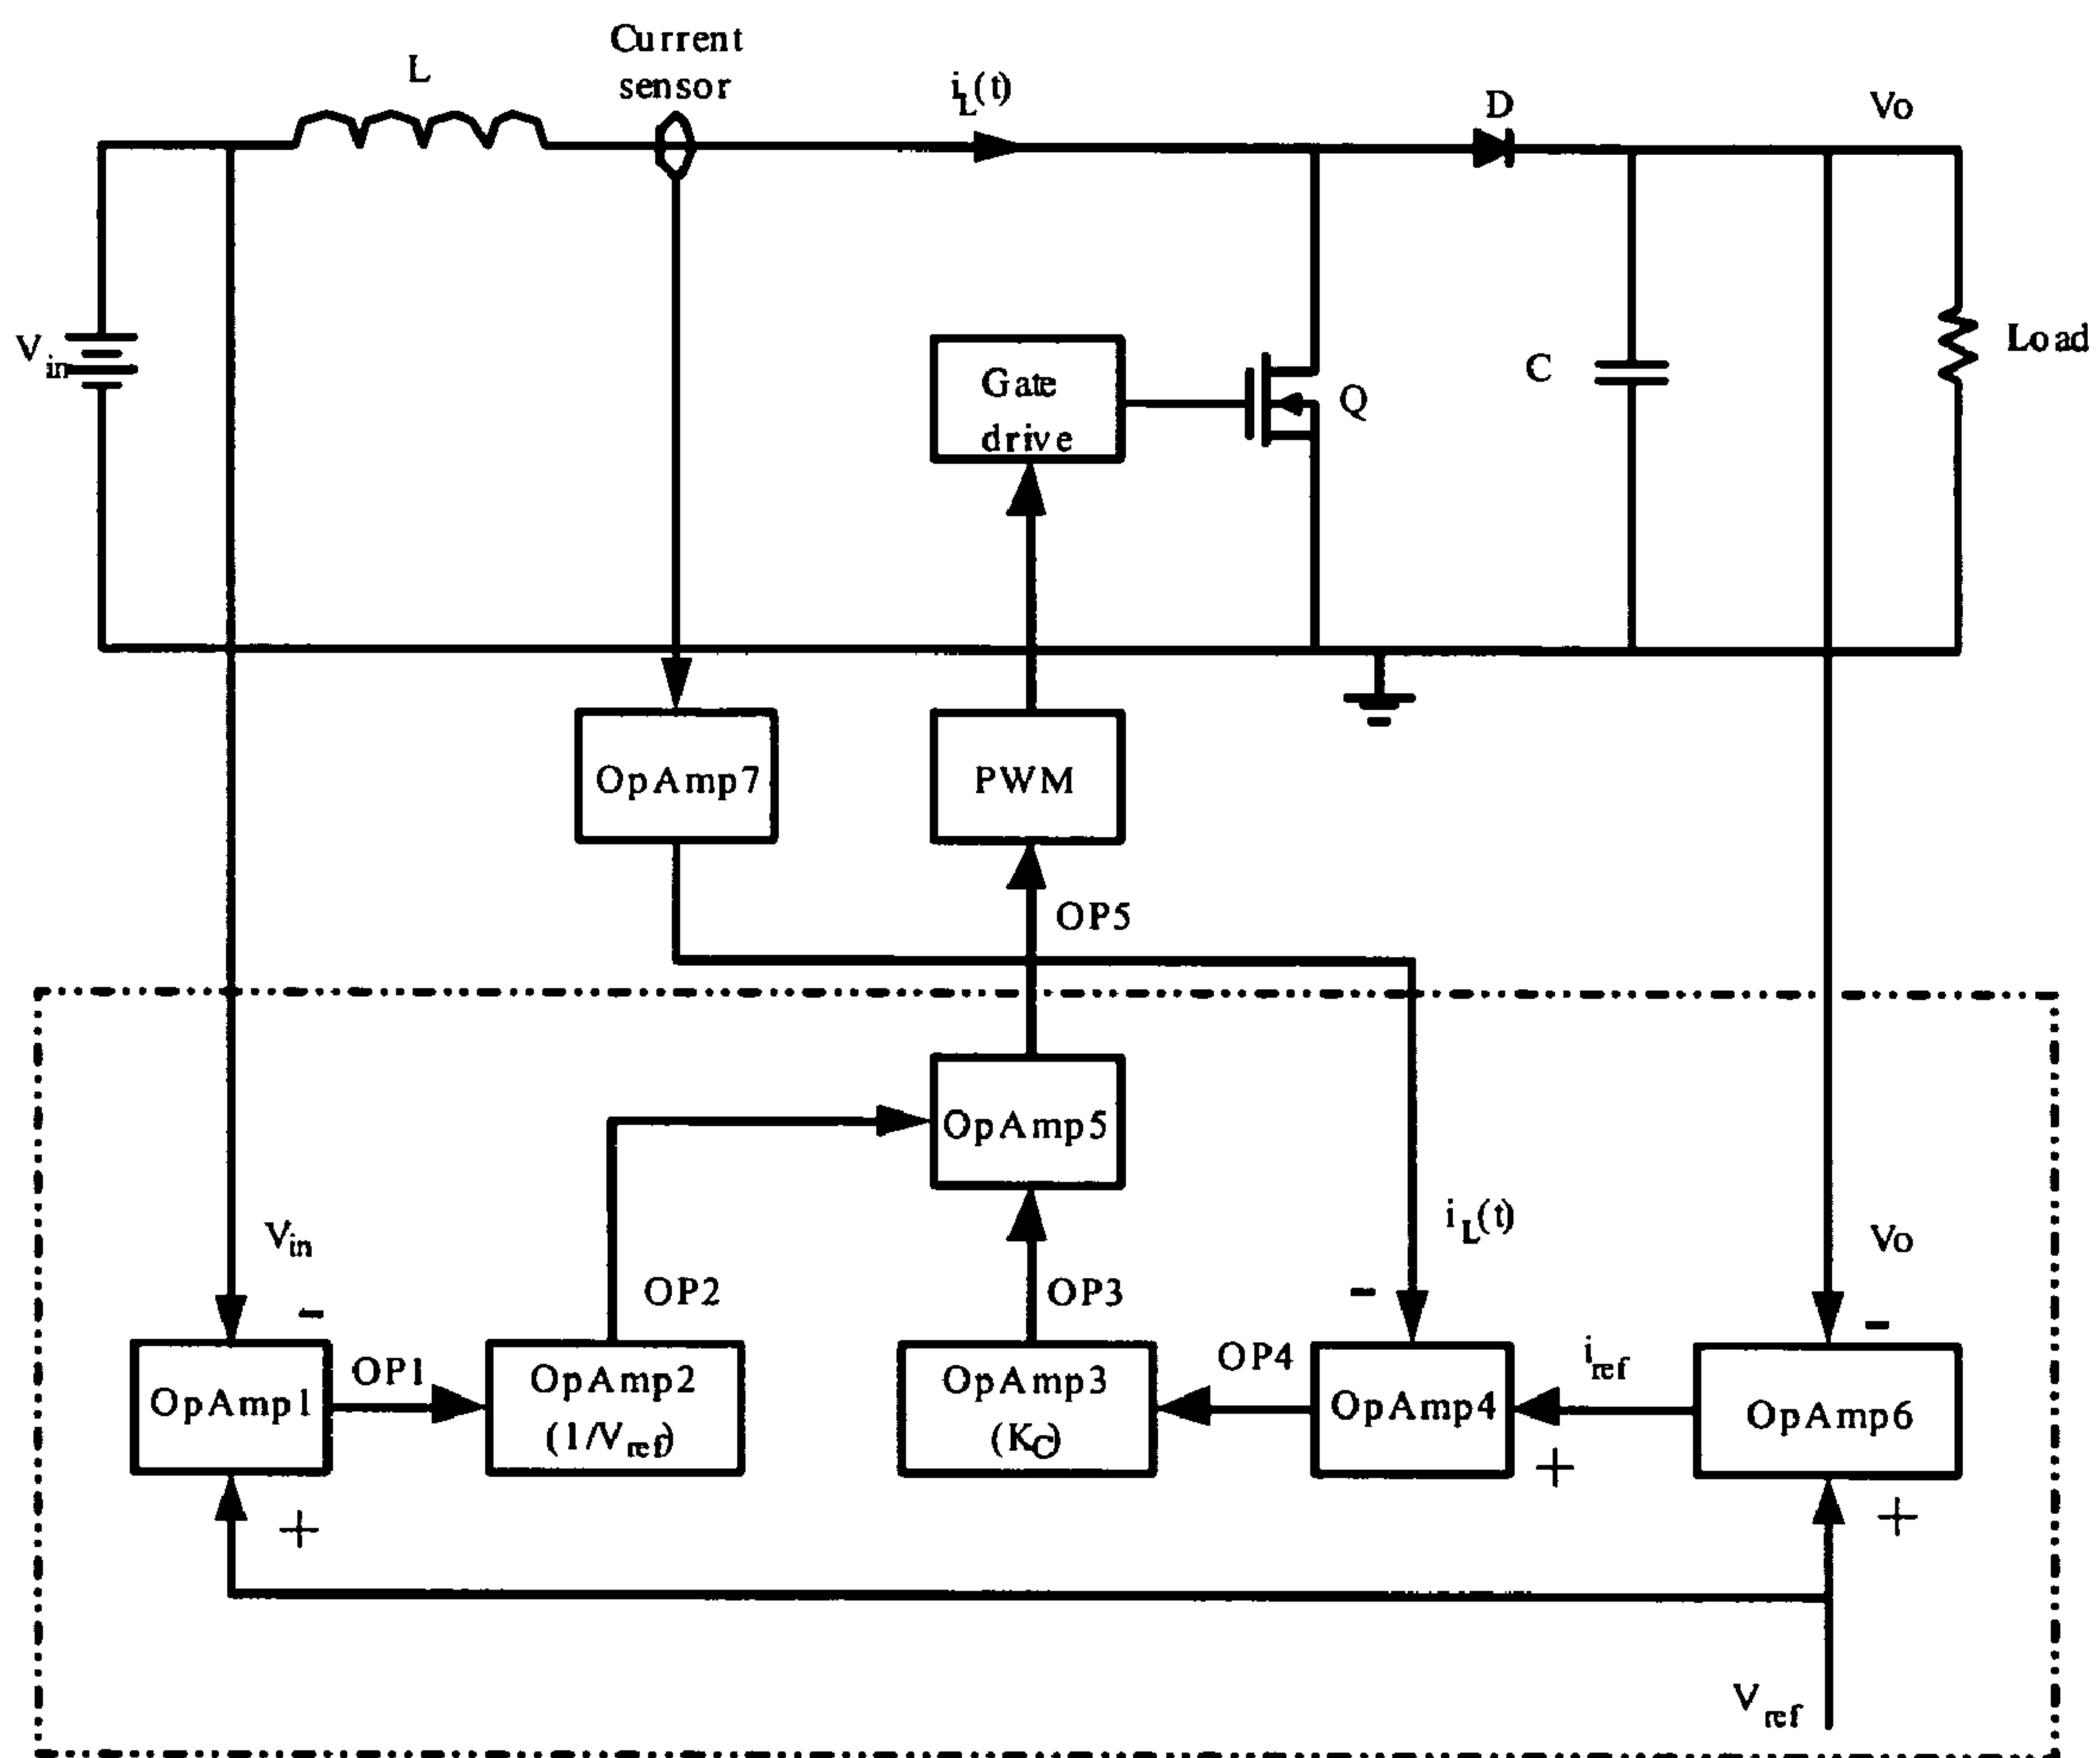 Current
sensor
L
iL(t)
D
Vo
Vin
Gate
drive
Q
C
Load
OpAmp7
PWM
OP5
OpAmp5
Vin
-
OP2
OP3
-
iL(t)
Vo
-
OpAmp1
OP1
OpAmp2
(1/Vref)
OpAmp3
(KC)
OP4
OpAmp4
iref
OpAmp6
+
+
+
Vref